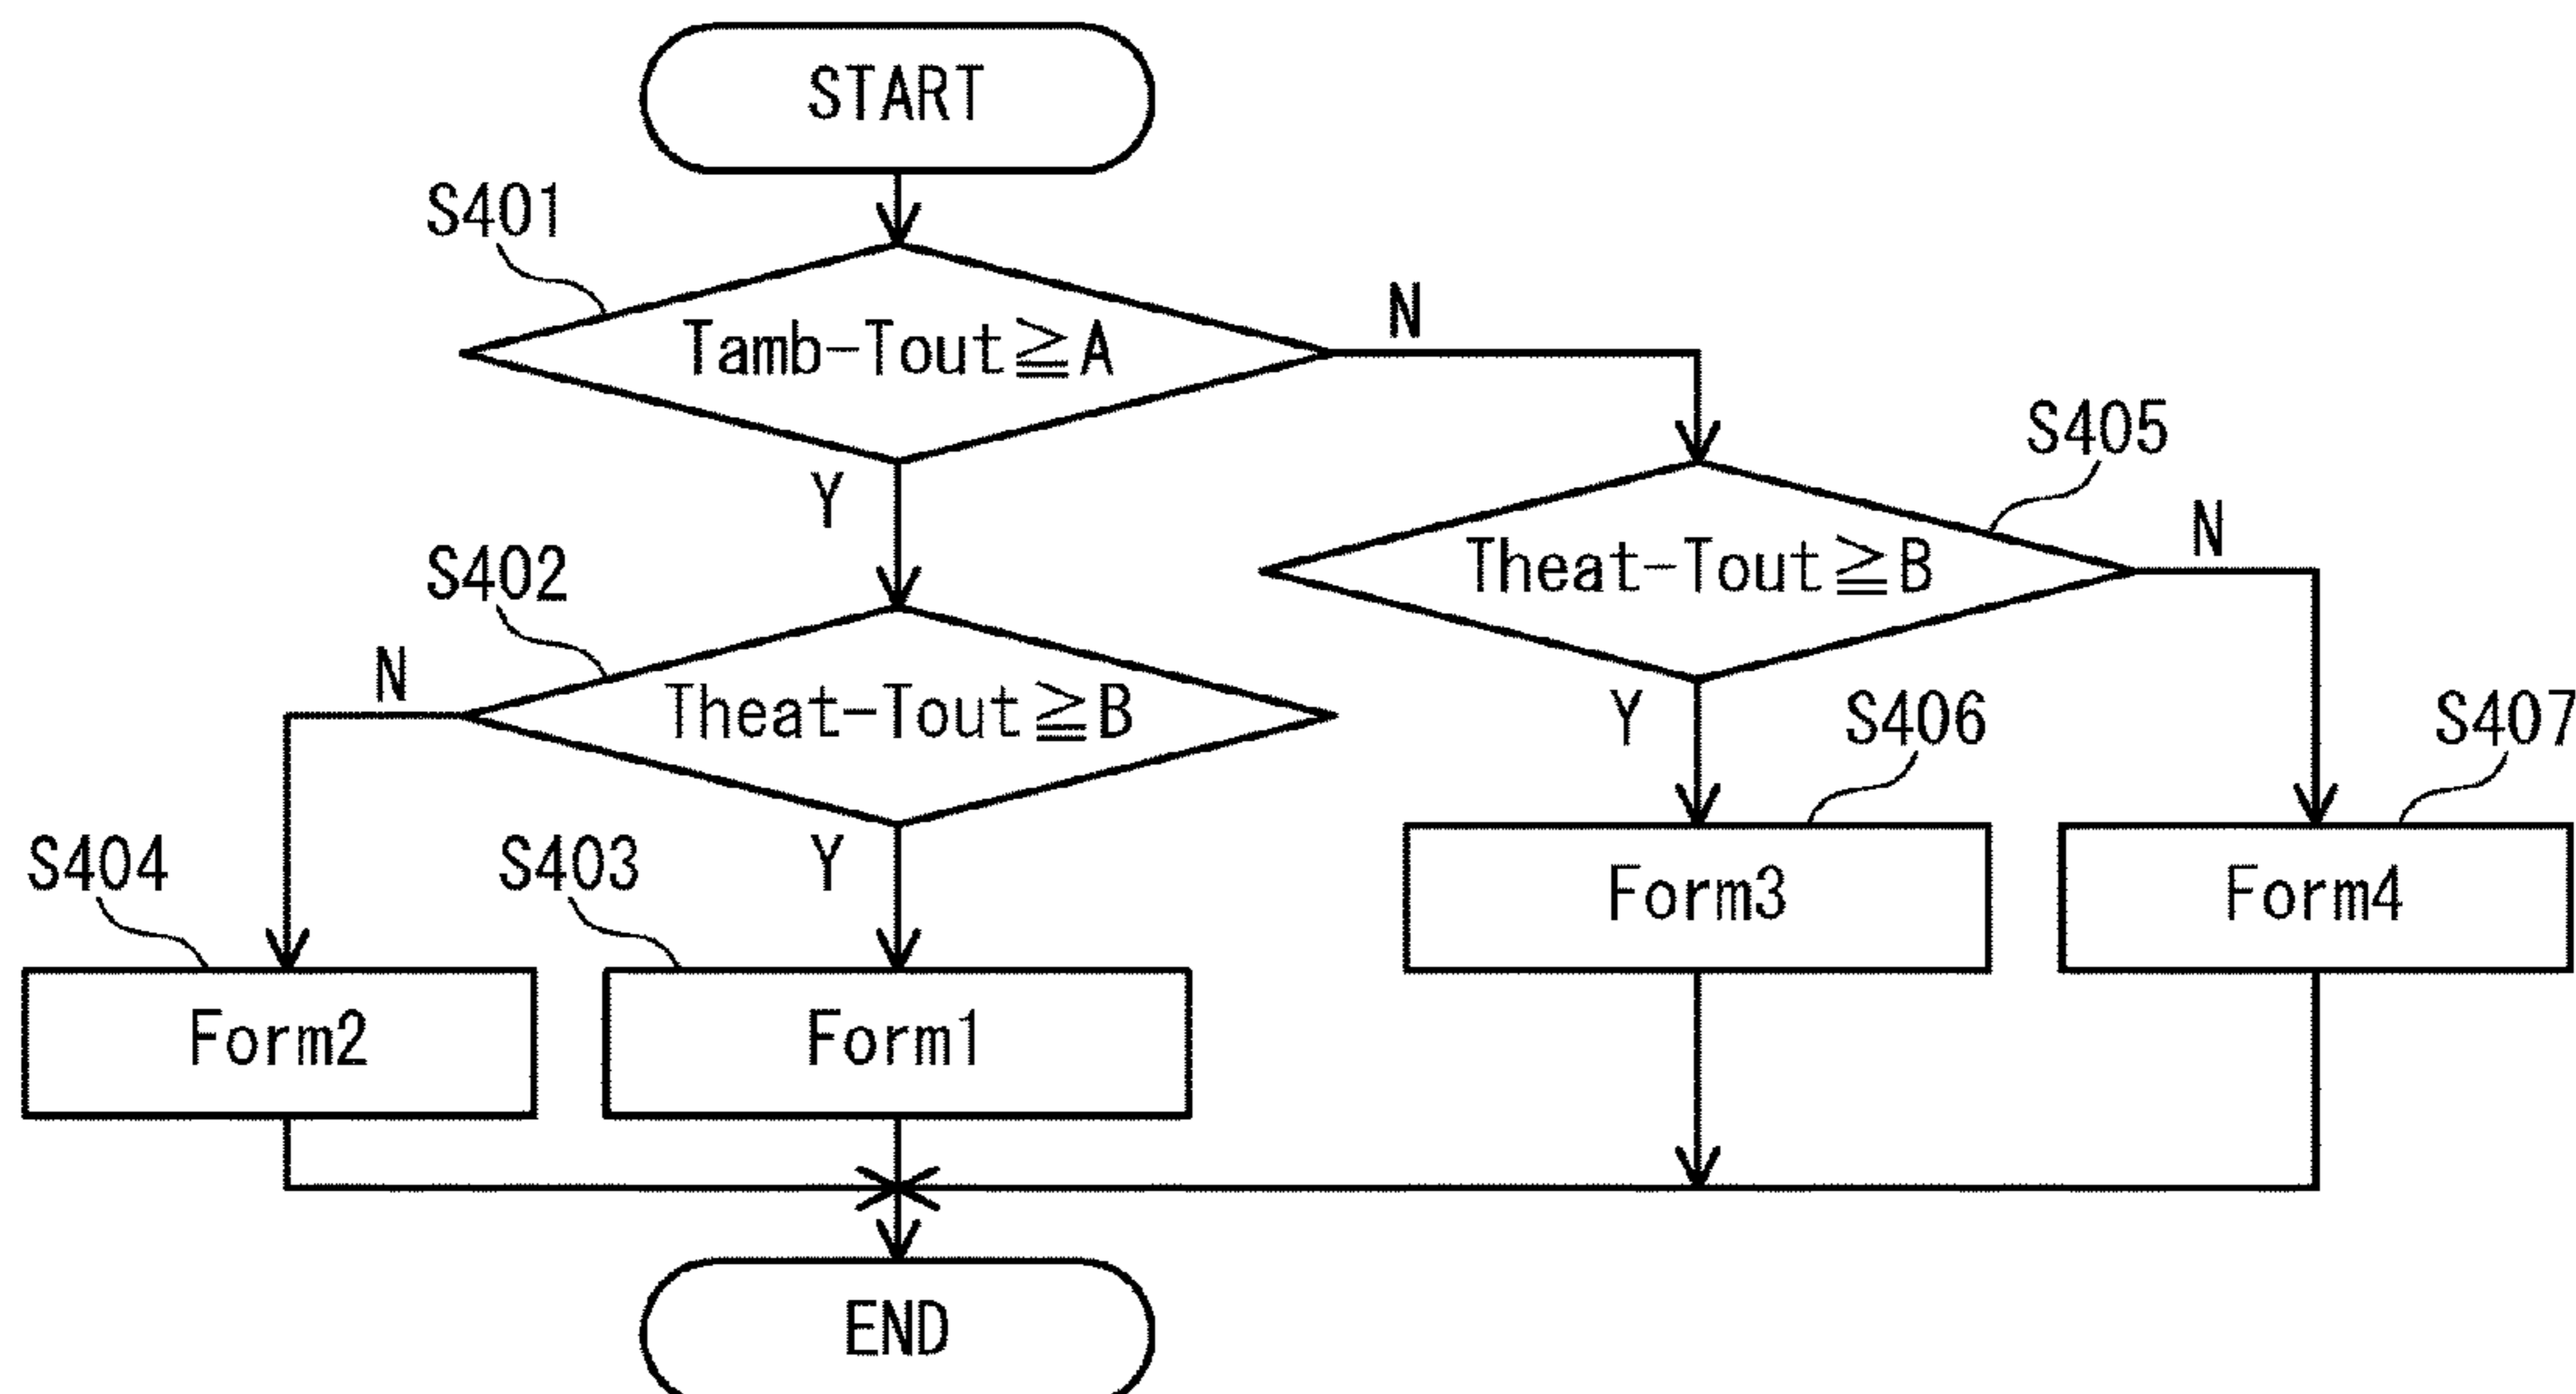 START
S401
Tamb-Tout≧A
N
Y
S405
Theat-Tout≧B
N
Y
S402
Theat-Tout≧B
N
Y
S406
Form3
S407
Form4
S404
Form2
S403
Form1
END